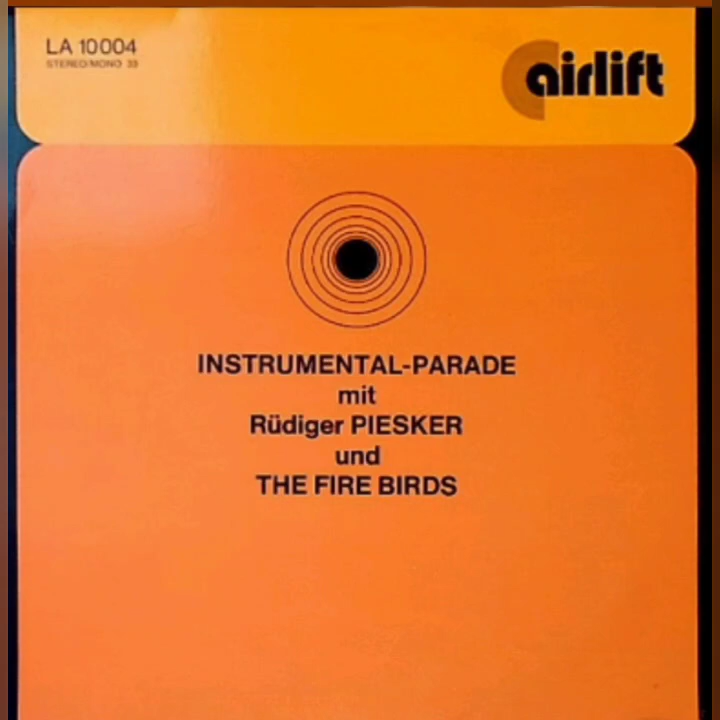 LA 10004
STEREO/MONO 33
airlift
INSTRUMENTAL-PARADE
mit
Rüdiger PIESKER
und
THE FIRE BIRDS